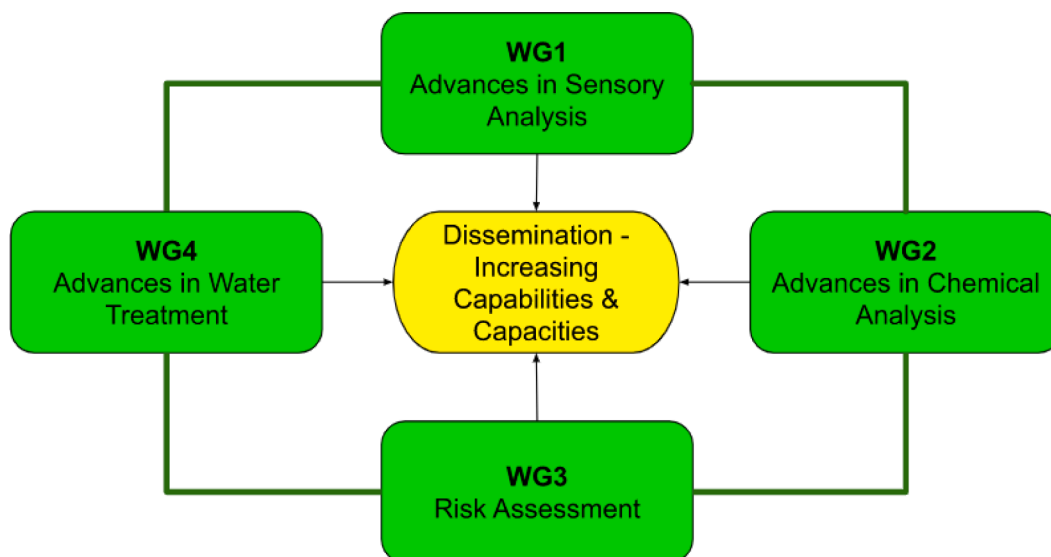 WG1
Advances in Sensory
Analysis
WG4
Advances in Water
Treatment
Dissemination -
Increasing
Capabilities &
Capacities
WG2
Advances in Chemical
Analysis
WG3
Risk Assessment